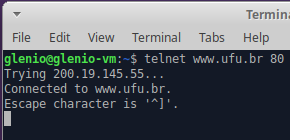 Termina
File Edit View Terminal Tabs Help
glenio@glenio-vm:~$ telnet www.ufu.br 80
Trying 200.19.145.55...
Connected to www.ufu.br.
Escape character is '^]'.